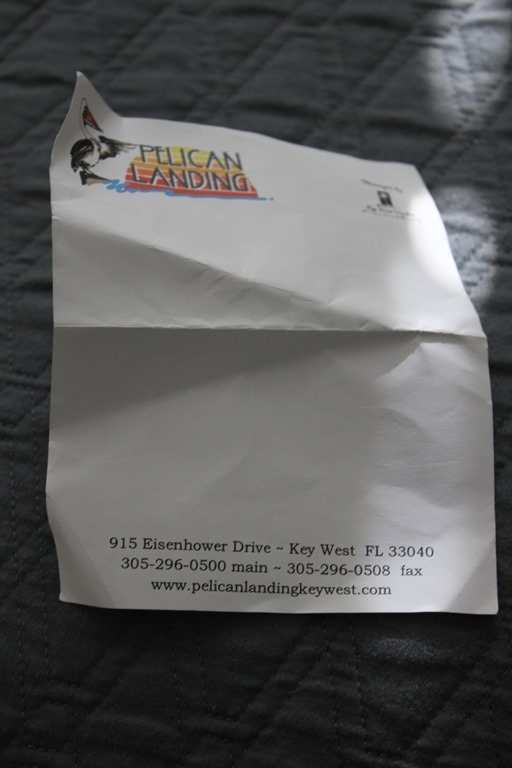 PELICAN
LANDING
915 Eisenhower Drive ~ Key West FL 33040
305-296-0500 main ~ 305-296-0508 fax
www.pelicanlandingkeywest.com